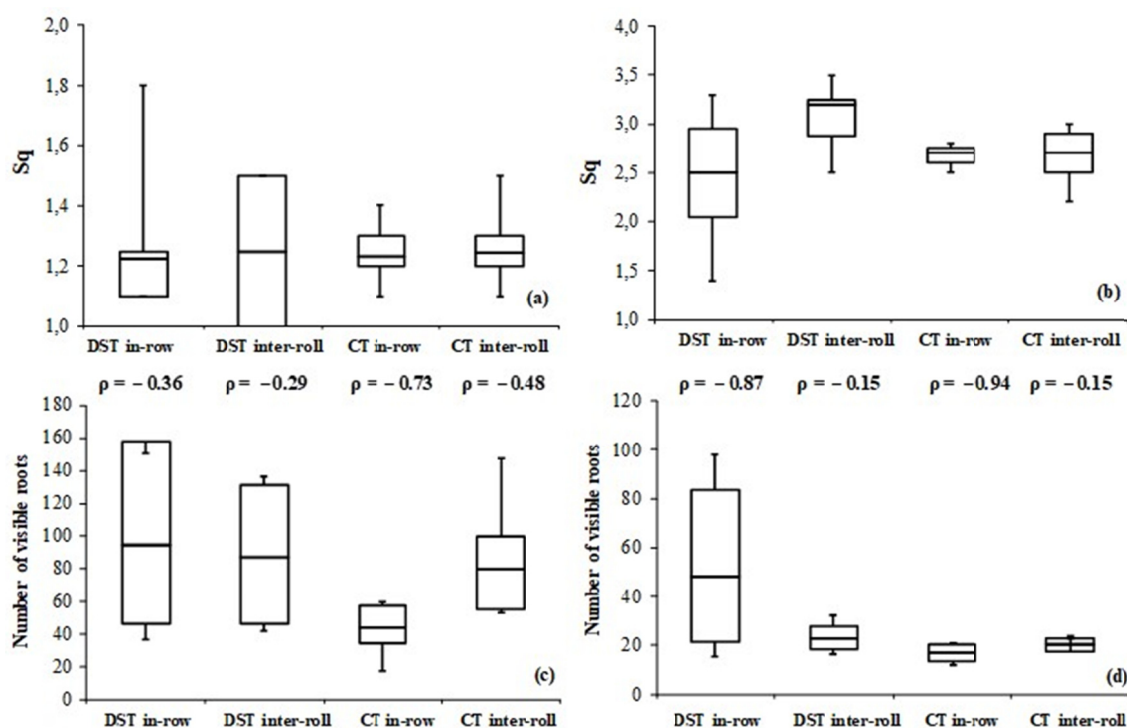 2,0
1,8
1,6
1,4
1,2
1,0
Sq
(a)
DST in-row DST inter-roll CT in-row CT inter-roll
4,0
3,5
3,0
2,5
2,0
1,5
1,0
Sq
(b)
DST in-row DST inter-roll CT in-row CT inter-roll
ρ = – 0.36 ρ = –0.29 ρ = –0.73 ρ = –0.48
ρ = – 0.87 ρ = – 0.15 ρ = –0.94 ρ = –0.15
180
160
140
120
100
80
60
40
20
0
Number of visible roots
(c)
DST in-row DST inter-roll CT in-row CT inter-roll
120
100
80
60
40
20
0
Number of visible roots
(d)
DST in-row DST inter-roll CT in-row CT inter-roll